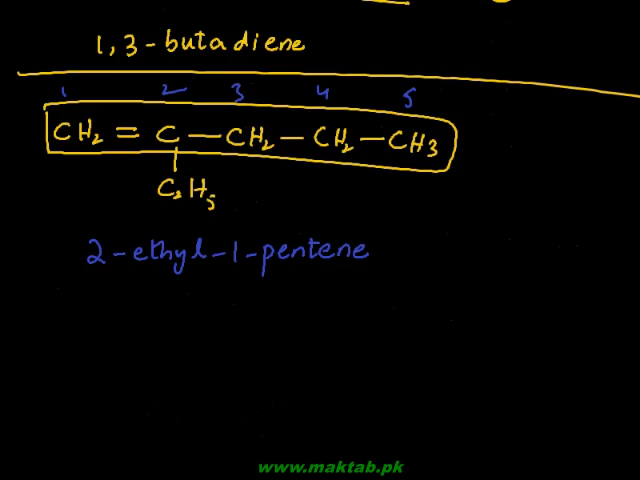 1,3-butadiene
1 2 3 4 5
CH₂ = C — CH₂ — CH₂ — CH3
C₂H₅
2-ethyl-1-pentene
www.maktab.pk